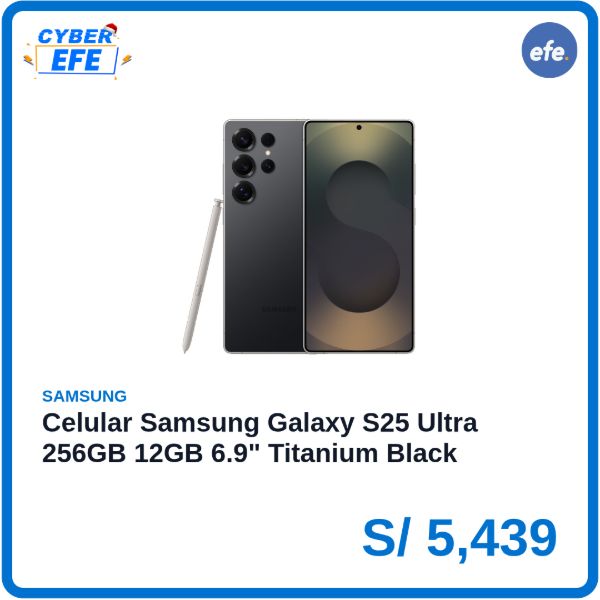 CYBER
EFE
efe.
SAMSUNG
Celular Samsung Galaxy S25 Ultra
256GB 12GB 6.9" Titanium Black
S/ 5,439